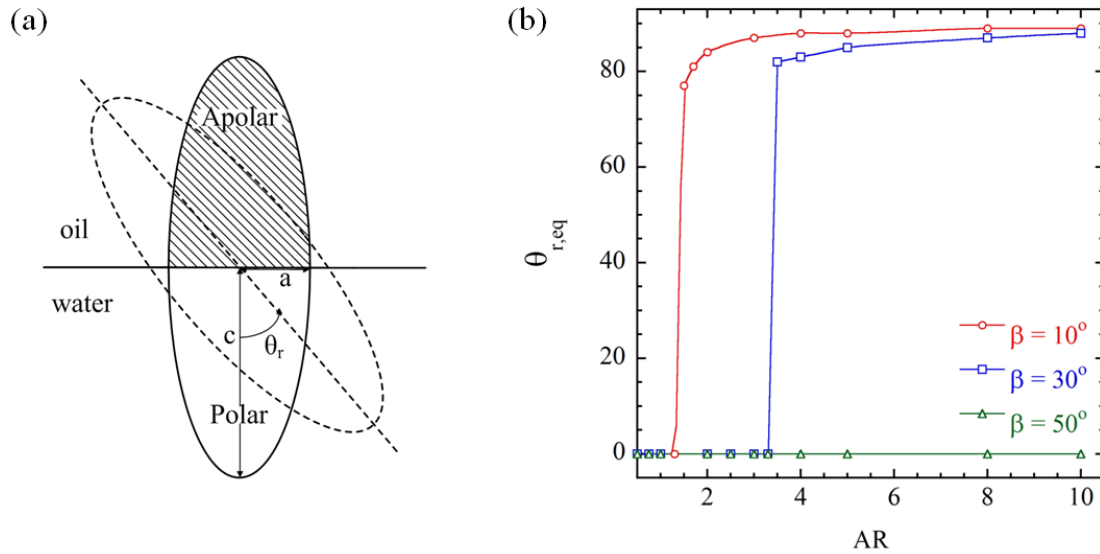 (a)
Apolar
oil
a
water
c
θr
Polar
(b)
80
60
40
20
0
θ r,eq
2
4
6
8
10
AR
β = 10°
β = 30°
β = 50°